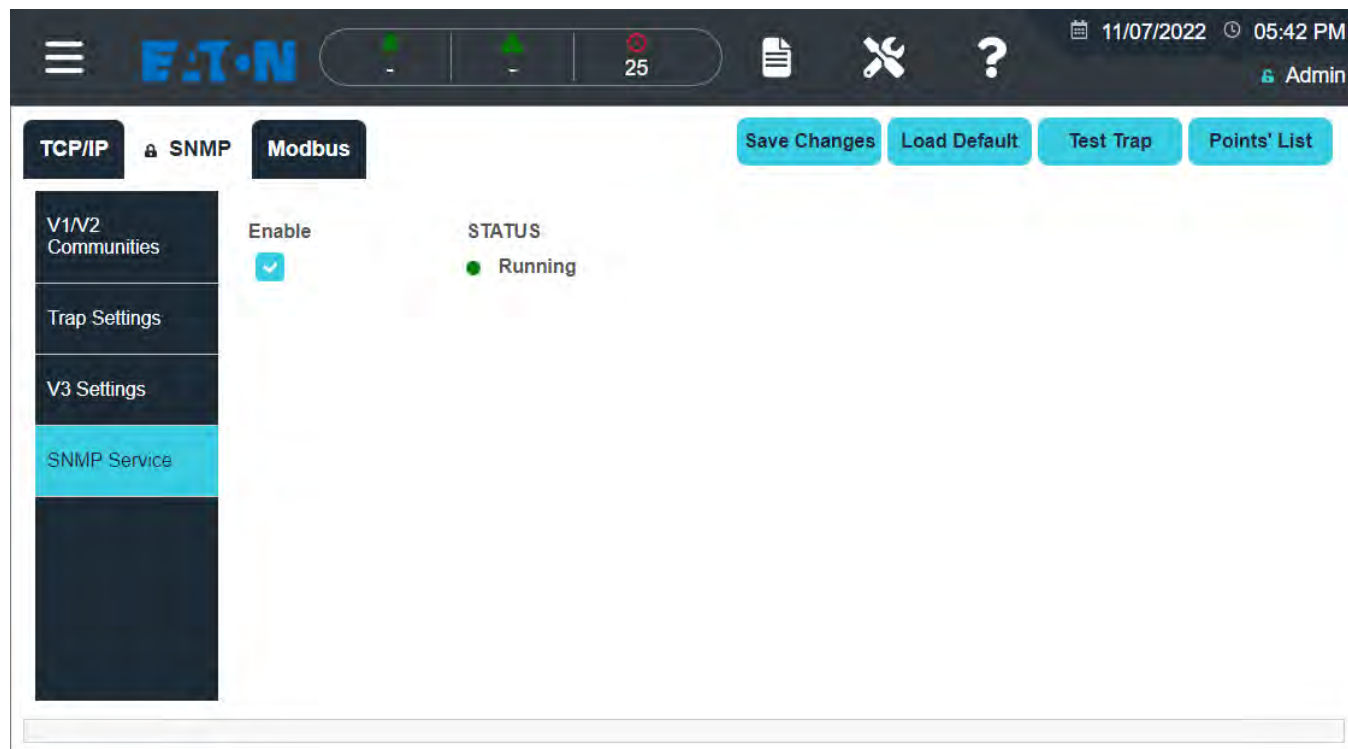 11/07/2022 05:42 PM
EATON - - 25 ?
Admin
TCP/IP SNMP Modbus Save Changes Load Default Test Trap Points' List
V1/V2
Communities
Enable STATUS
Running
Trap Settings
V3 Settings
SNMP Service